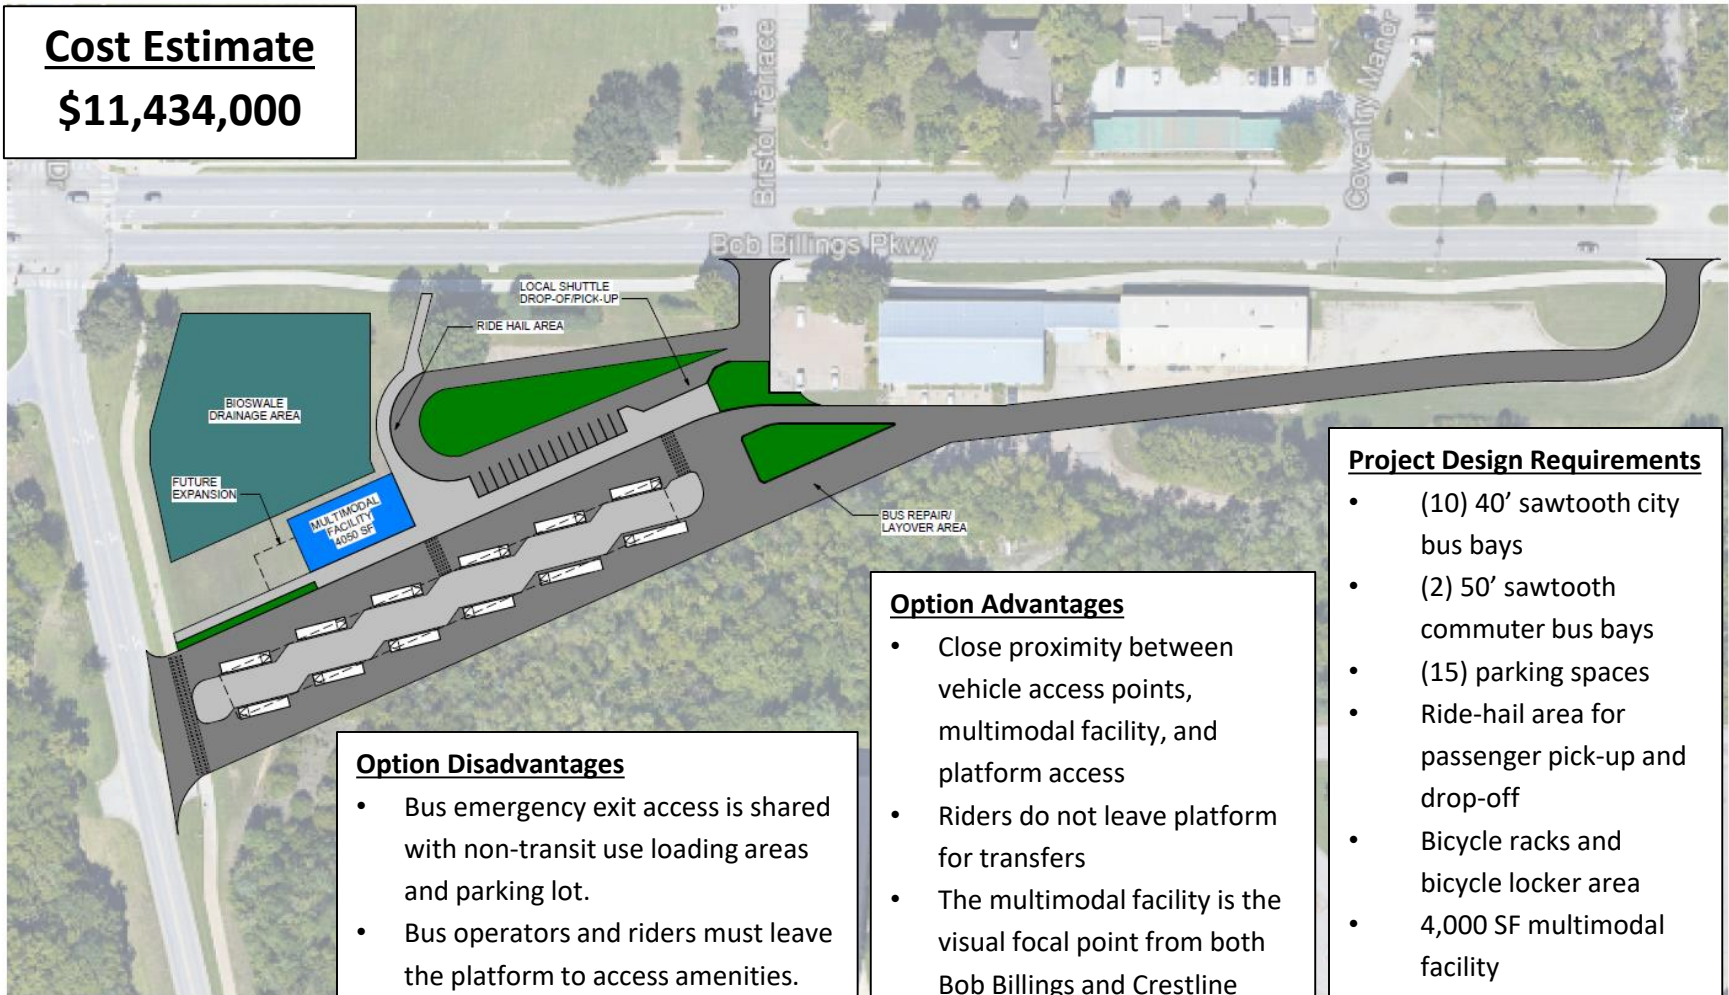 Cost Estimate
$11,434,000
Dr
Bristol Terrace
Coventry Manor
Bob Billings Pkwy
LOCAL SHUTTLE
DROP-OF/PICK-UP
RIDE HAIL AREA
BIOSWALE
DRAINAGE AREA
FUTURE
EXPANSION
MULTIMODAL
FACILITY
4050 SF
BUS REPAIR/
LAYOVER AREA
Option Disadvantages
• Bus emergency exit access is shared
with non-transit use loading areas
and parking lot.
• Bus operators and riders must leave
the platform to access amenities.
Option Advantages
• Close proximity between
vehicle access points,
multimodal facility, and
platform access
• Riders do not leave platform
for transfers
• The multimodal facility is the
visual focal point from both
Bob Billings and Crestline
Project Design Requirements
• (10) 40’ sawtooth city
bus bays
• (2) 50’ sawtooth
commuter bus bays
• (15) parking spaces
• Ride-hail area for
passenger pick-up and
drop-off
• Bicycle racks and
bicycle locker area
• 4,000 SF multimodal
facility